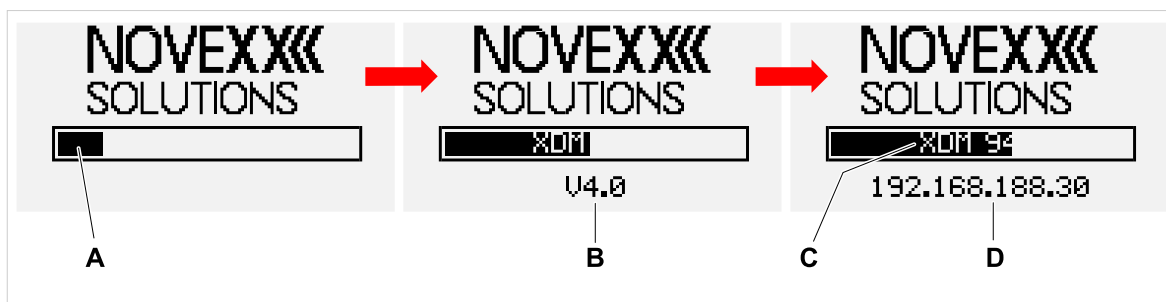 NOVEXX
SOLUTIONS
NOVEXX
SOLUTIONS
XDM
V4.0
NOVEXX
SOLUTIONS
XDM 94
192.168.188.30
A
B
C
D